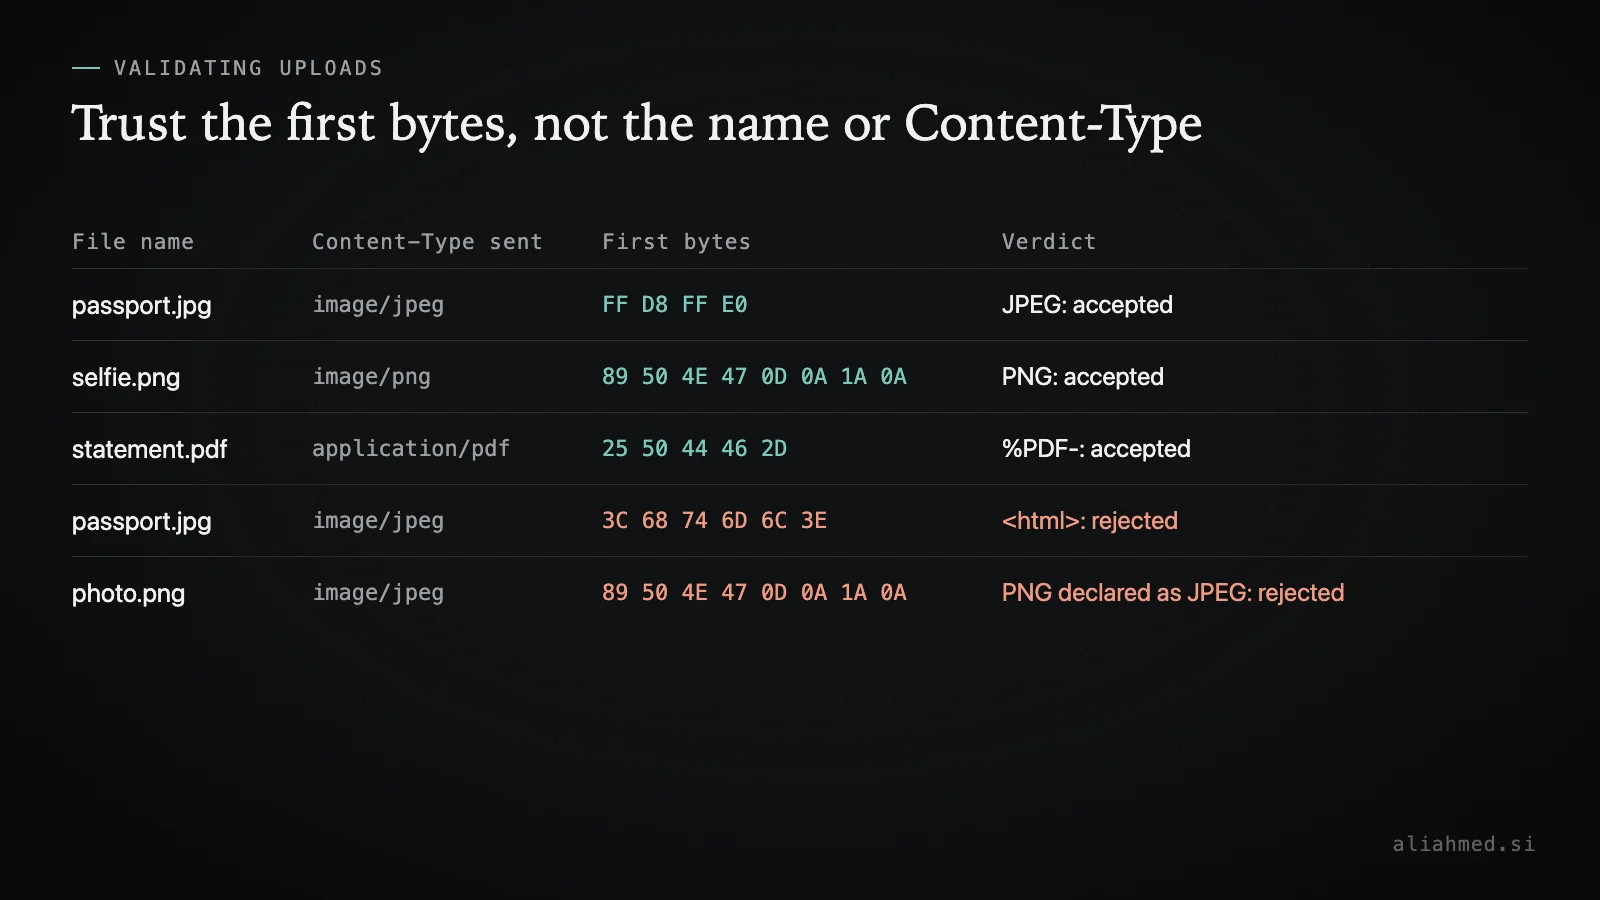 VALIDATING UPLOADS
Trust the first bytes, not the name or Content-Type
File name Content-Type sent First bytes Verdict
passport.jpg image/jpeg FF D8 FF E0 JPEG: accepted
selfie.png image/png 89 50 4E 47 0D 0A 1A 0A PNG: accepted
statement.pdf application/pdf 25 50 44 46 2D %PDF-: accepted
passport.jpg image/jpeg 3C 68 74 6D 6C 3E <html>: rejected
photo.png image/jpeg 89 50 4E 47 0D 0A 1A 0A PNG declared as JPEG: rejected
aliahmed.si